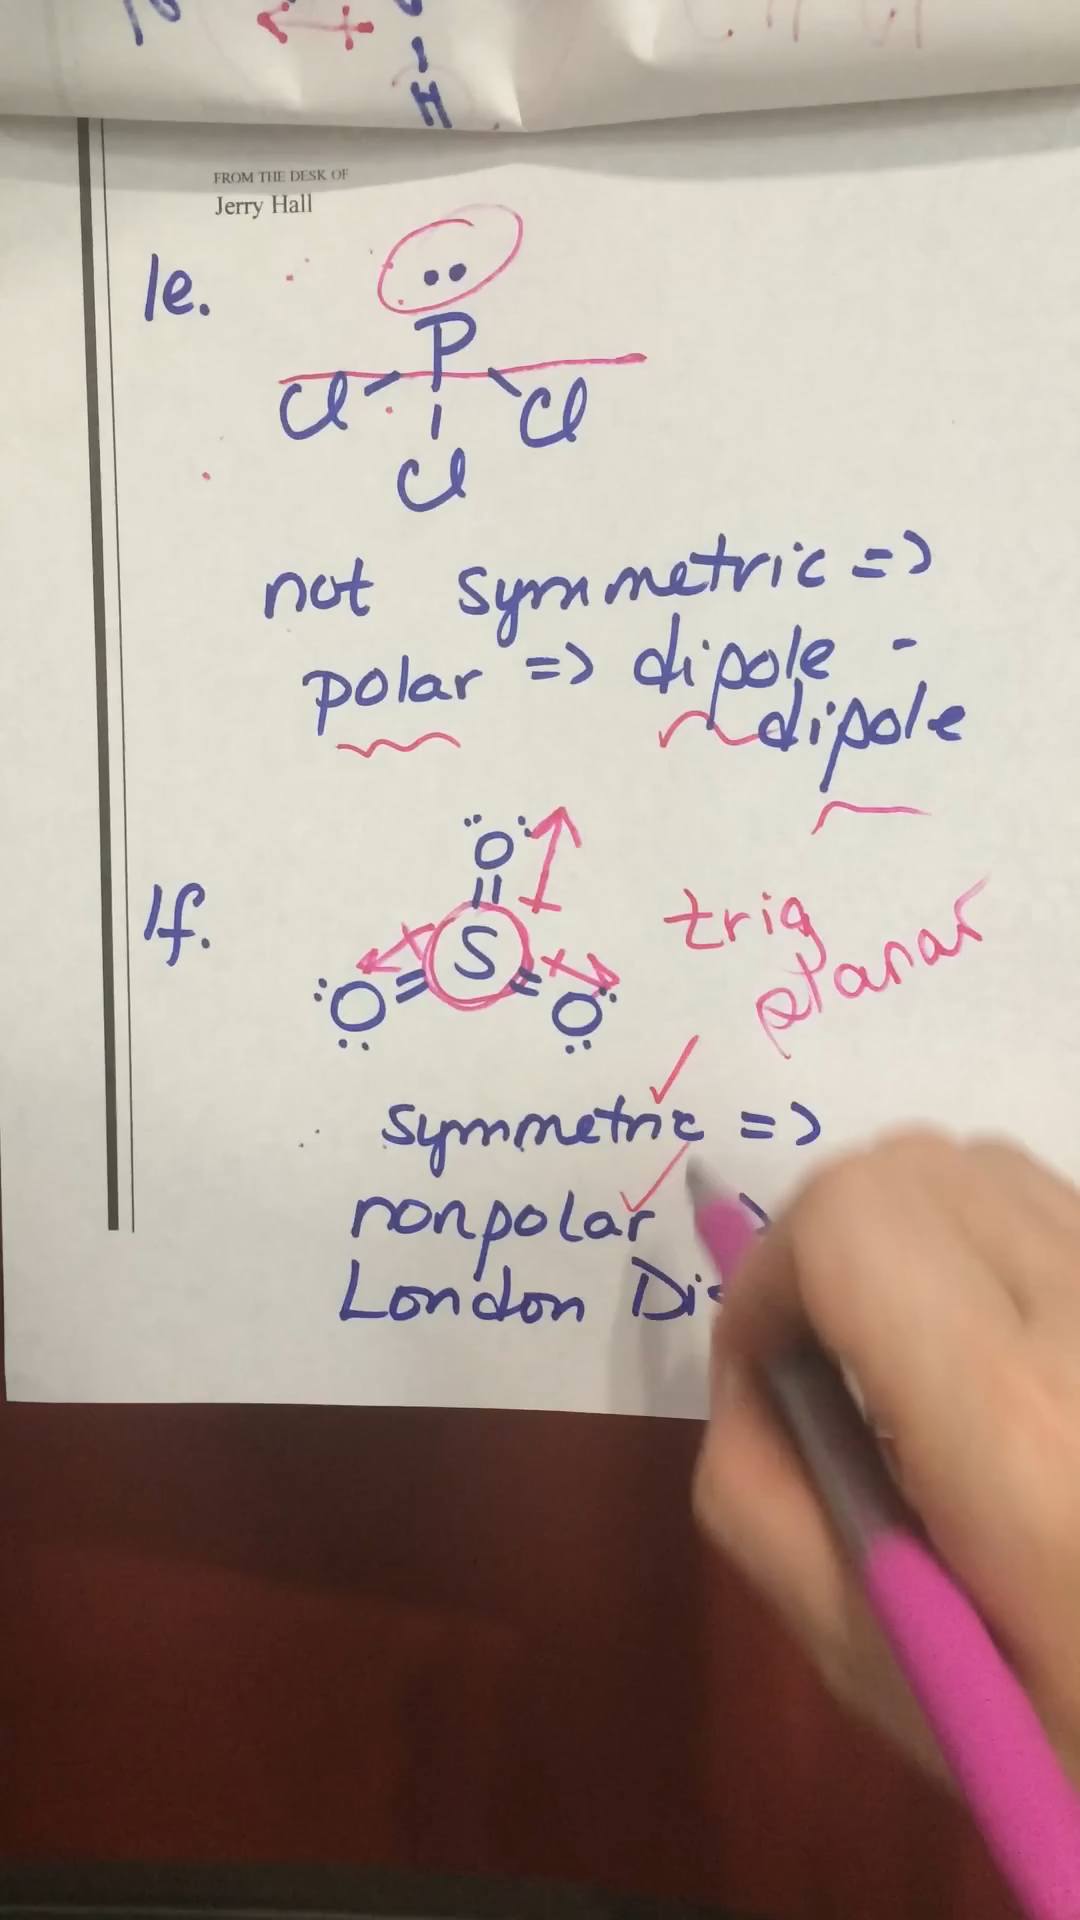 H
FROM THE DESK OF
Jerry Hall
1e.
P
Cl Cl
Cl
not symmetric =>
polar => dipole -
dipole
O
1f.
S
trig
planar
O O
symmetric =>
nonpolar
London